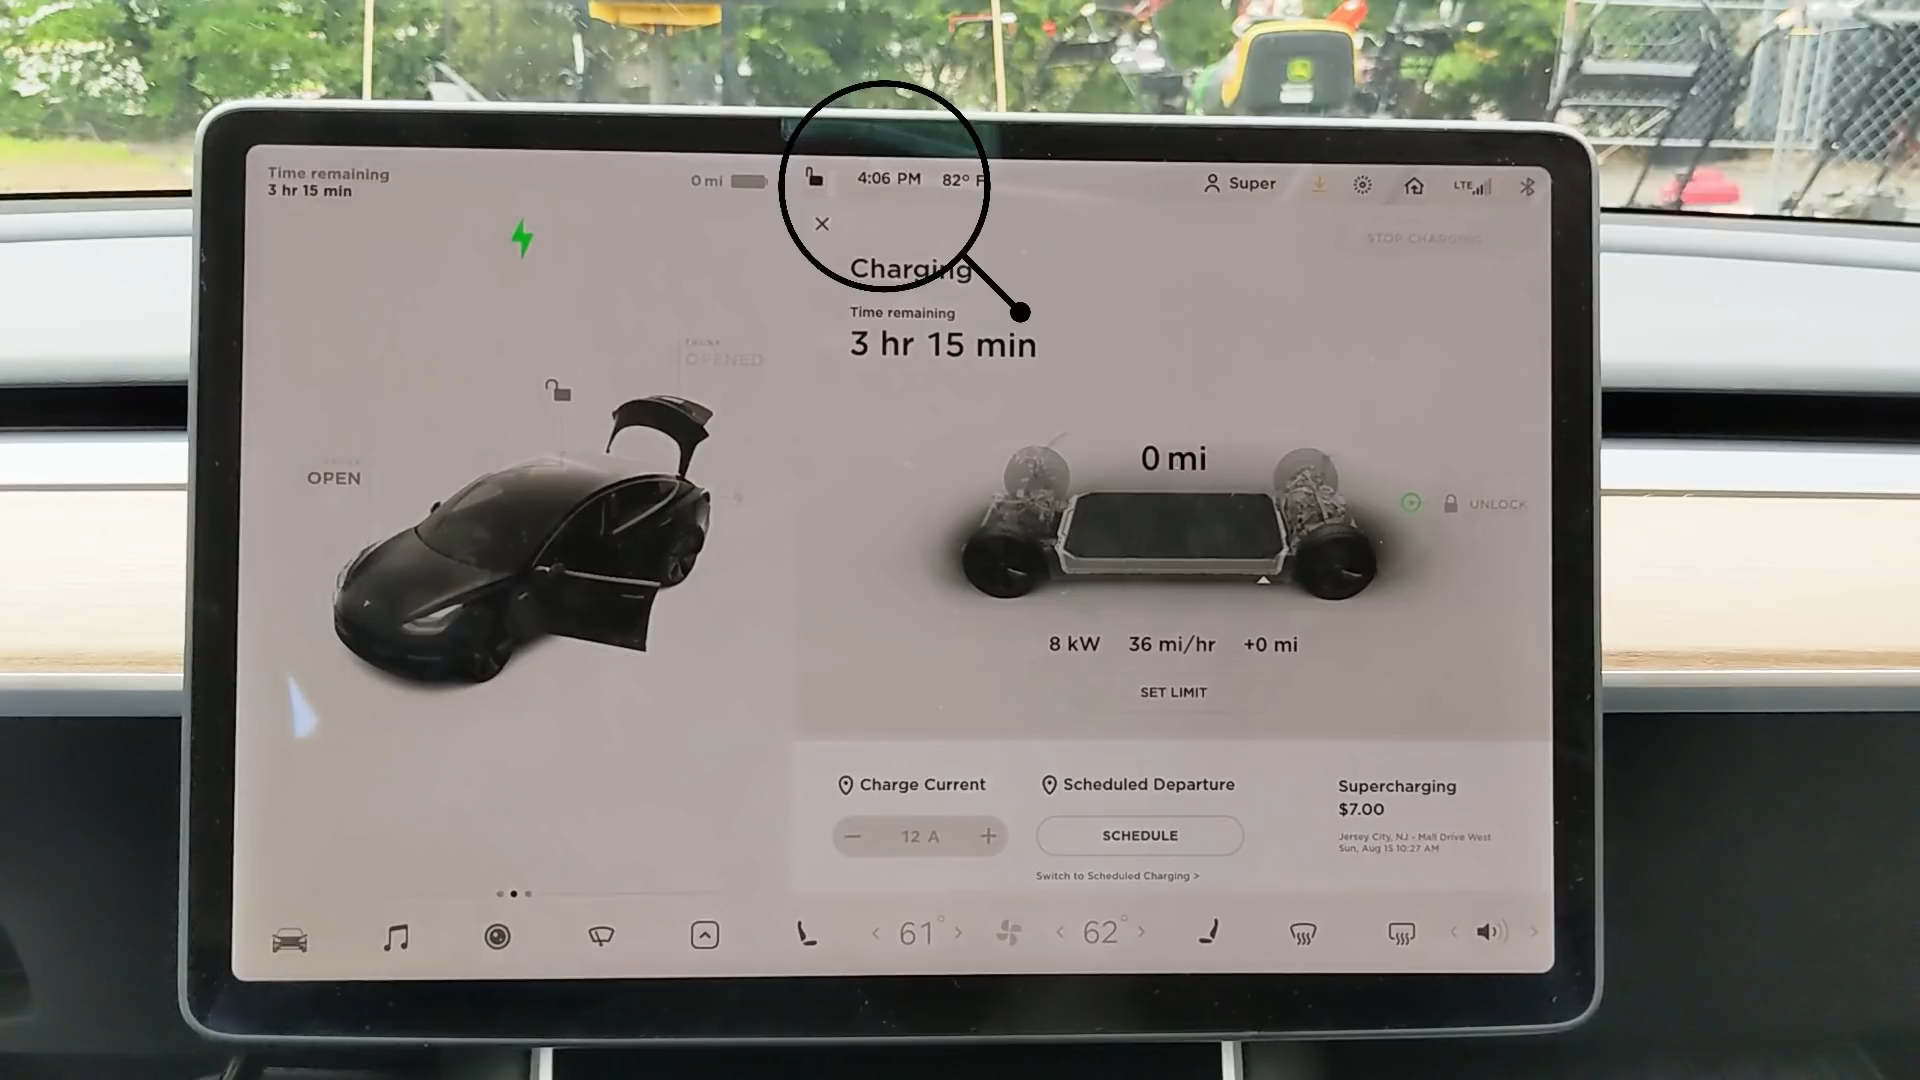 Time remaining
3 hr 15 min
0 mi
4:06 PM 82° F
Super
LTE
STOP CHARGING
Charging
Time remaining
3 hr 15 min
TRUNK
OPENED
OPEN
0 mi
UNLOCK
8 kW 36 mi/hr +0 mi
SET LIMIT
Charge Current
12 A
Scheduled Departure
SCHEDULE
Switch to Scheduled Charging >
Supercharging
$7.00
Jersey City, NJ - Mall Drive West
Sun, Aug 15 10:27 AM
< 61° >
< 62° >